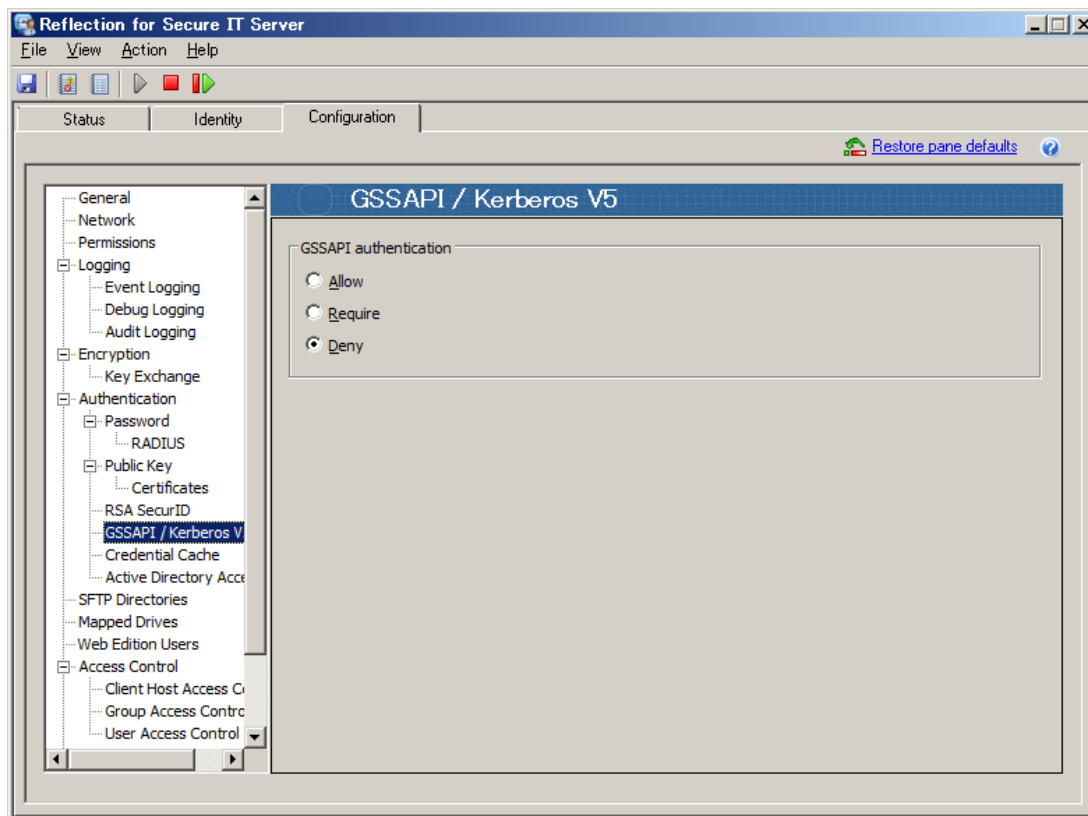 Reflection for Secure IT Server
File View Action Help
Status Identity Configuration
Restore pane defaults
General
Network
Permissions
Logging
Event Logging
Debug Logging
Audit Logging
Encryption
Key Exchange
Authentication
Password
RADIUS
Public Key
Certificates
RSA SecurID
GSSAPI / Kerberos V
Credential Cache
Active Directory Acce
SFTP Directories
Mapped Drives
Web Edition Users
Access Control
Client Host Access C
Group Access Contro
User Access Control
GSSAPI / Kerberos V5
GSSAPI authentication
Allow
Require
Deny